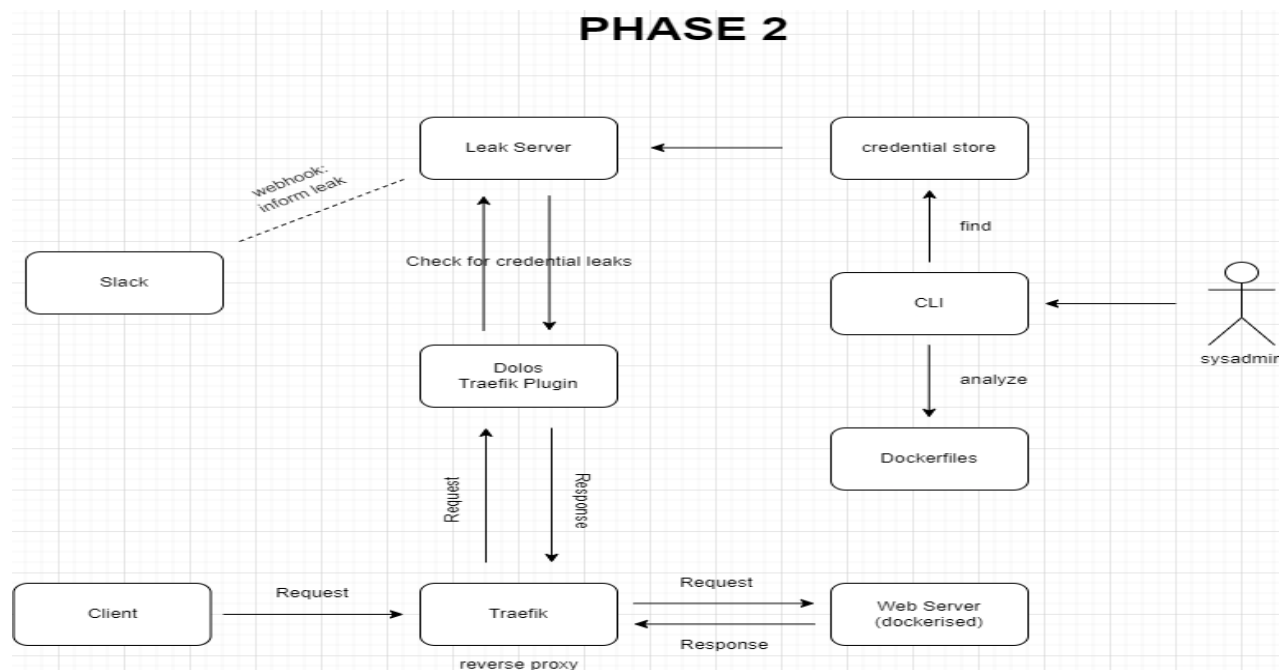 PHASE 2
Leak Server
credential store
webhook:
inform leak
find
Check for credential leaks
Slack
CLI
sysadmin
Dolos
Traefik Plugin
analyze
Dockerfiles
Request
Response
Client
Request
Traefik
reverse proxy
Request
Response
Web Server
(dockerised)